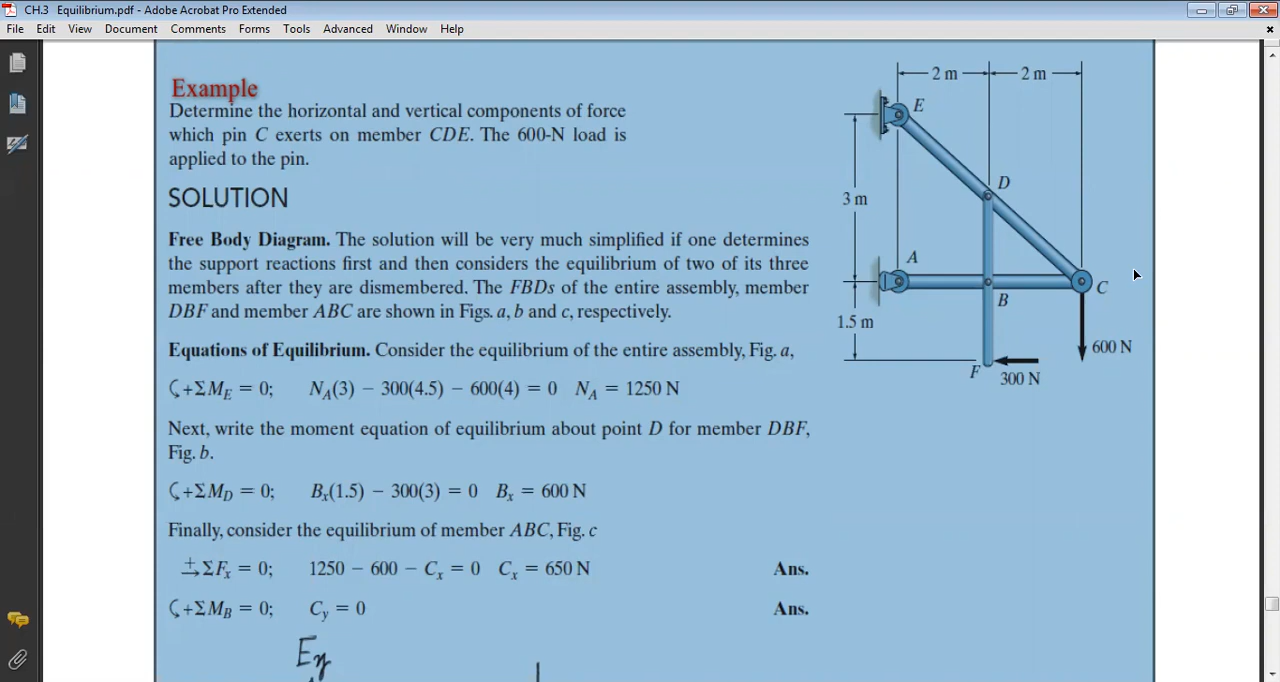 CH.3 Equilibrium.pdf - Adobe Acrobat Pro Extended
File Edit View Document Comments Forms Tools Advanced Window Help
Example
Determine the horizontal and vertical components of force
which pin C exerts on member CDE. The 600-N load is
applied to the pin.
SOLUTION
Free Body Diagram. The solution will be very much simplified if one determines
the support reactions first and then considers the equilibrium of two of its three
members after they are dismembered. The FBDs of the entire assembly, member
DBF and member ABC are shown in Figs. a, b and c, respectively.
Equations of Equilibrium. Consider the equilibrium of the entire assembly, Fig. a,
⟲+ΣM_E = 0; N_A(3) − 300(4.5) − 600(4) = 0 N_A = 1250 N
Next, write the moment equation of equilibrium about point D for member DBF,
Fig. b.
⟲+ΣM_D = 0; B_x(1.5) − 300(3) = 0 B_x = 600 N
Finally, consider the equilibrium of member ABC, Fig. c
+→ ΣF_x = 0; 1250 − 600 − C_x = 0 C_x = 650 N Ans.
⟲+ΣM_B = 0; C_y = 0 Ans.
E_y
2 m 2 m
E
D
3 m
A
C
B
1.5 m
600 N
F
300 N